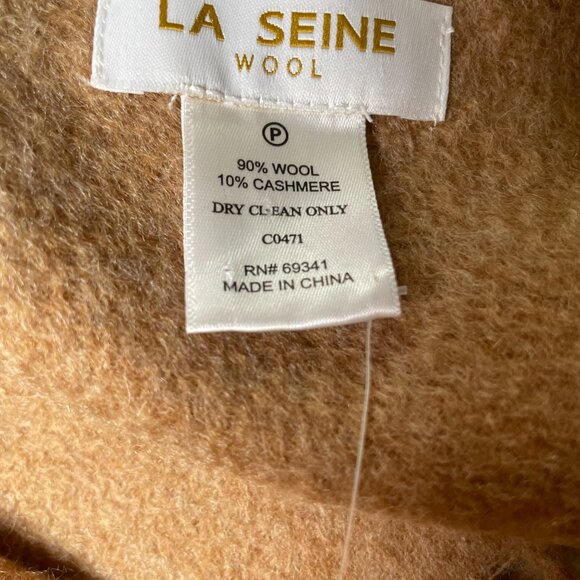 LA SEINE
WOOL
P
90% WOOL
10% CASHMERE
DRY CLEAN ONLY
C0471
RN# 69341
MADE IN CHINA